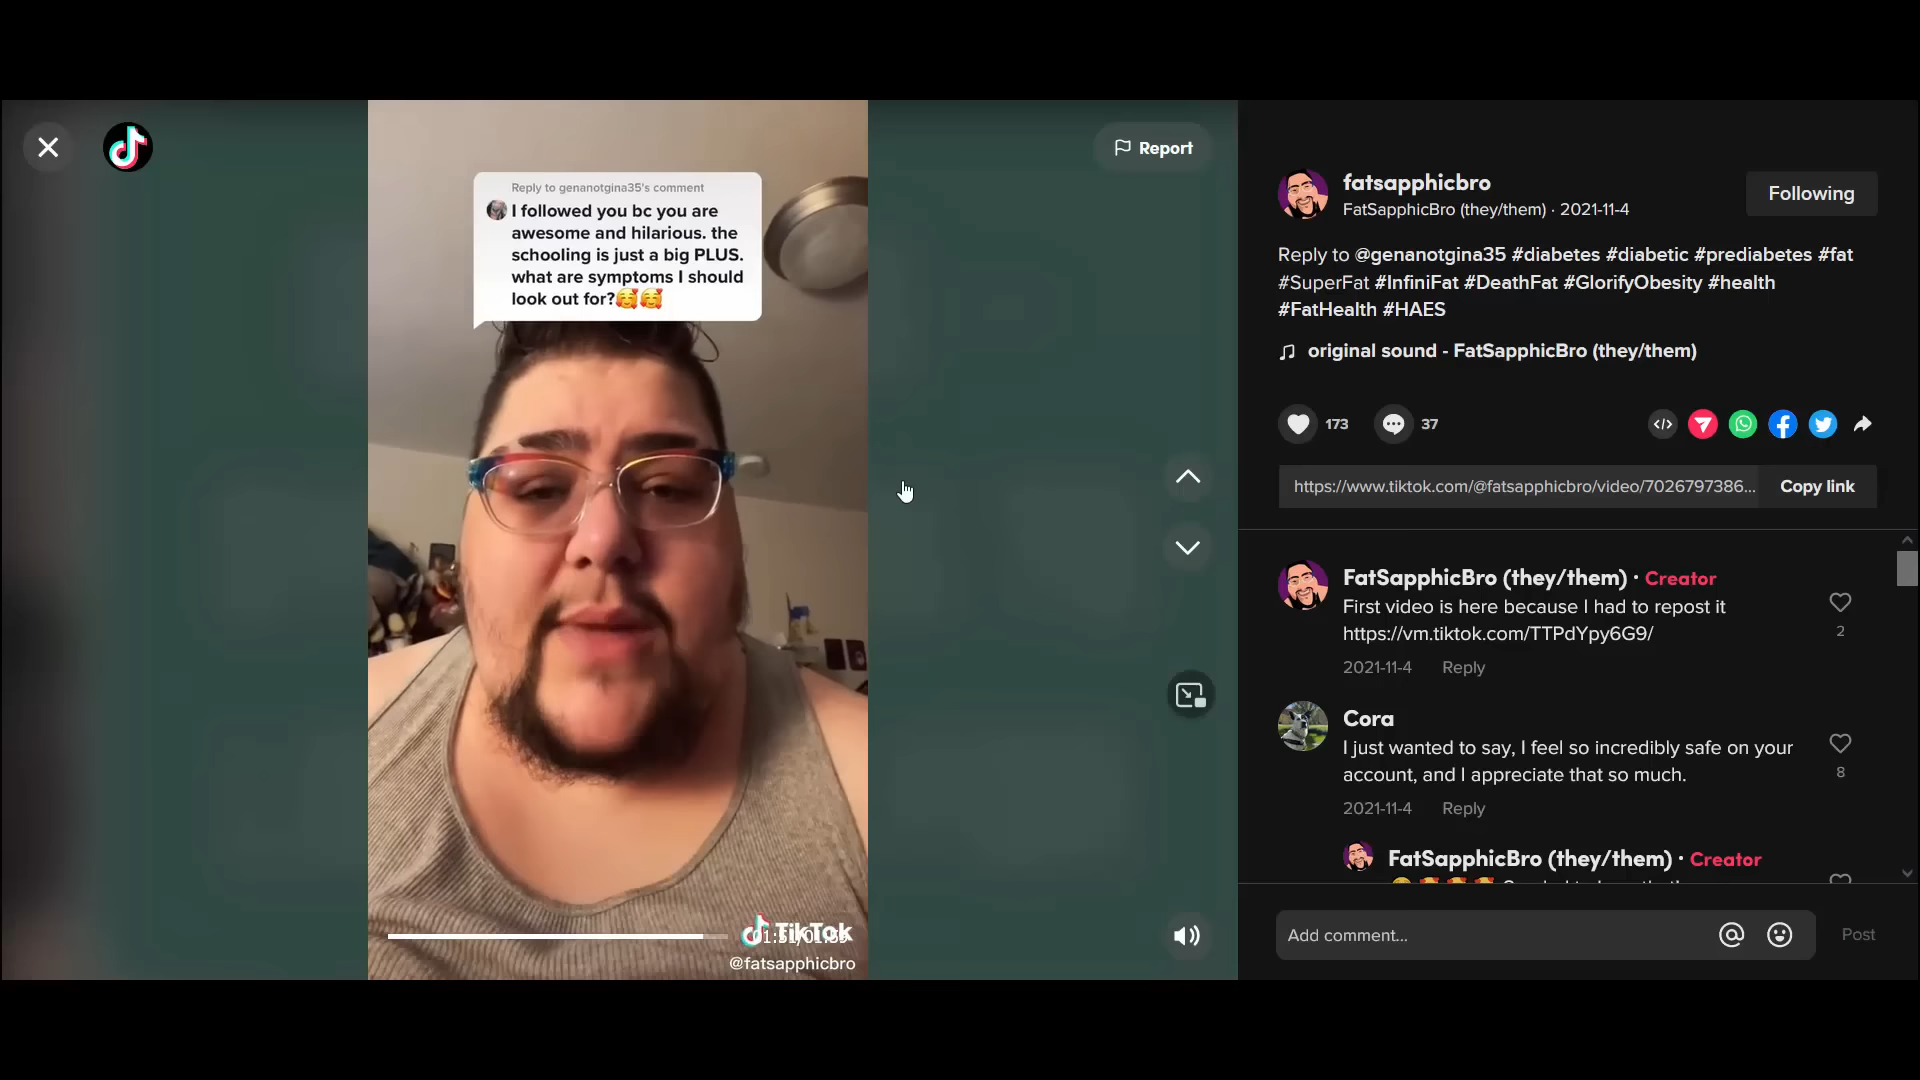 Report
Reply to genanotgina35's comment
I followed you bc you are
awesome and hilarious. the
schooling is just a big PLUS.
what are symptoms I should
look out for?🥰🥰
TikTok
@fatsapphicbro
fatsapphicbro
FatSapphicBro (they/them) · 2021-11-4
Following
Reply to @genanotgina35 #diabetes #diabetic #prediabetes #fat
#SuperFat #InfiniFat #DeathFat #GlorifyObesity #health
#FatHealth #HAES
original sound - FatSapphicBro (they/them)
173
37
https://www.tiktok.com/@fatsapphicbro/video/7026797386...
Copy link
FatSapphicBro (they/them) · Creator
First video is here because I had to repost it
https://vm.tiktok.com/TTPdYpy6G9/
2
2021-11-4 Reply
Cora
I just wanted to say, I feel so incredibly safe on your
account, and I appreciate that so much.
8
2021-11-4 Reply
FatSapphicBro (they/them) · Creator
Add comment...
Post